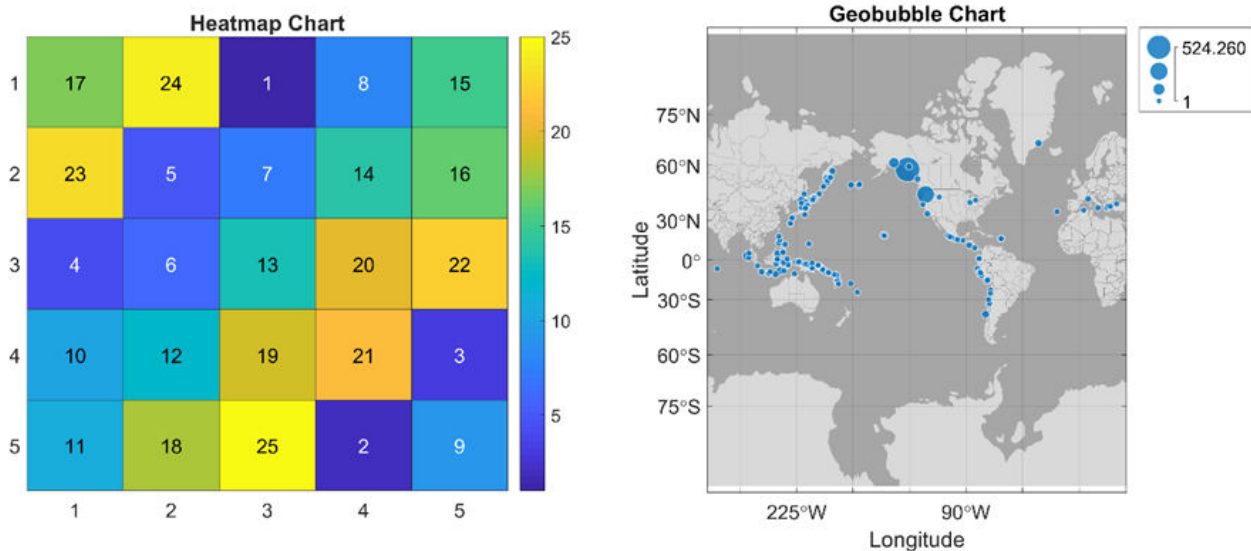 Heatmap Chart
1 17 24 1 8 15
2 23 5 7 14 16
3 4 6 13 20 22
4 10 12 19 21 3
5 11 18 25 2 9
1 2 3 4 5
25
20
15
10
5
Geobubble Chart
524.260
1
75°N
60°N
30°N
0°
30°S
60°S
75°S
Latitude
225°W 90°W
Longitude